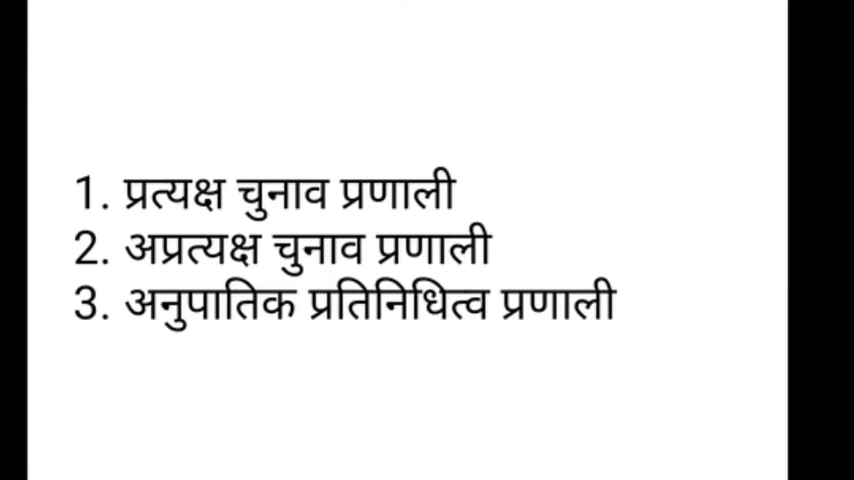 1. प्रत्यक्ष चुनाव प्रणाली
2. अप्रत्यक्ष चुनाव प्रणाली
3. अनुपातिक प्रतिनिधित्व प्रणाली